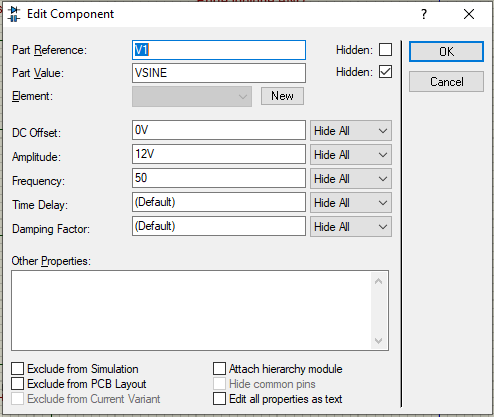 Edit Component
? ×
Part Reference: V1 Hidden:
Part Value: VSINE Hidden:
Element: New
DC Offset: 0V Hide All
Amplitude: 12V Hide All
Frequency: 50 Hide All
Time Delay: (Default) Hide All
Damping Factor: (Default) Hide All
Other Properties:
Exclude from Simulation Attach hierarchy module
Exclude from PCB Layout Hide common pins
Exclude from Current Variant Edit all properties as text
OK
Cancel